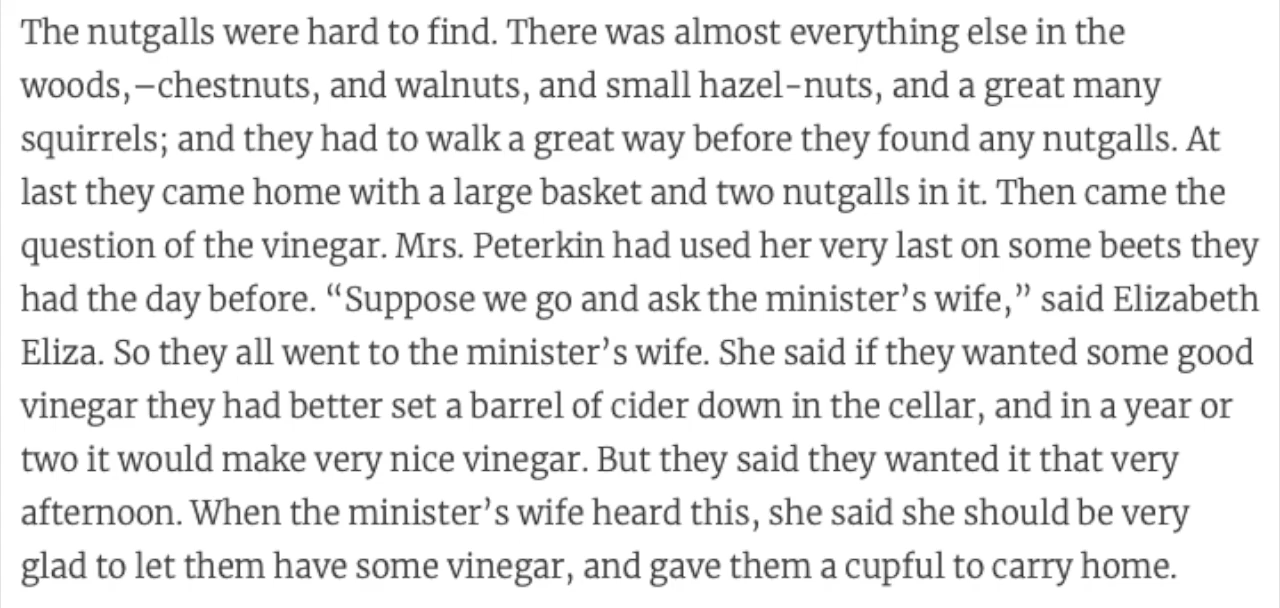 The nutgalls were hard to find. There was almost everything else in the
woods,–chestnuts, and walnuts, and small hazel-nuts, and a great many
squirrels; and they had to walk a great way before they found any nutgalls. At
last they came home with a large basket and two nutgalls in it. Then came the
question of the vinegar. Mrs. Peterkin had used her very last on some beets they
had the day before. “Suppose we go and ask the minister’s wife,” said Elizabeth
Eliza. So they all went to the minister’s wife. She said if they wanted some good
vinegar they had better set a barrel of cider down in the cellar, and in a year or
two it would make very nice vinegar. But they said they wanted it that very
afternoon. When the minister’s wife heard this, she said she should be very
glad to let them have some vinegar, and gave them a cupful to carry home.